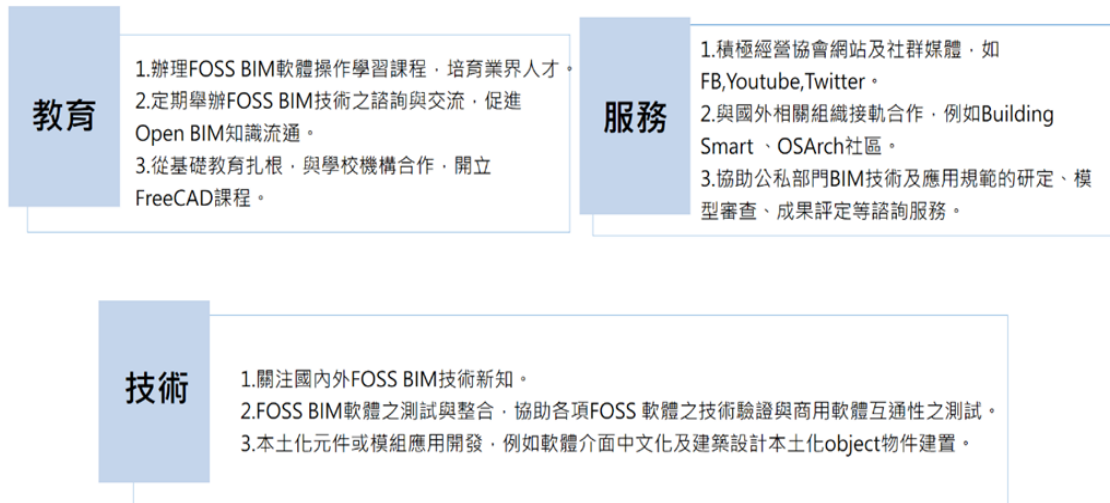 教育
1.辦理FOSS BIM軟體操作學習課程，培育業界人才。
2.定期舉辦FOSS BIM技術之諮詢與交流，促進
Open BIM知識流通。
3.從基礎教育扎根，與學校機構合作，開立
FreeCAD課程。
服務
1.積極經營協會網站及社群媒體，如
FB,Youtube,Twitter。
2.與國外相關組織接軌合作，例如Building
Smart 、OSArch社區。
3.協助公私部門BIM技術及應用規範的研定、模
型審查、成果評定等諮詢服務。
技術
1.關注國內外FOSS BIM技術新知。
2.FOSS BIM軟體之測試與整合，協助各項FOSS 軟體之技術驗證與商用軟體互通性之測試。
3.本土化元件或模組應用開發，例如軟體介面中文化及建築設計本土化object物件建置。